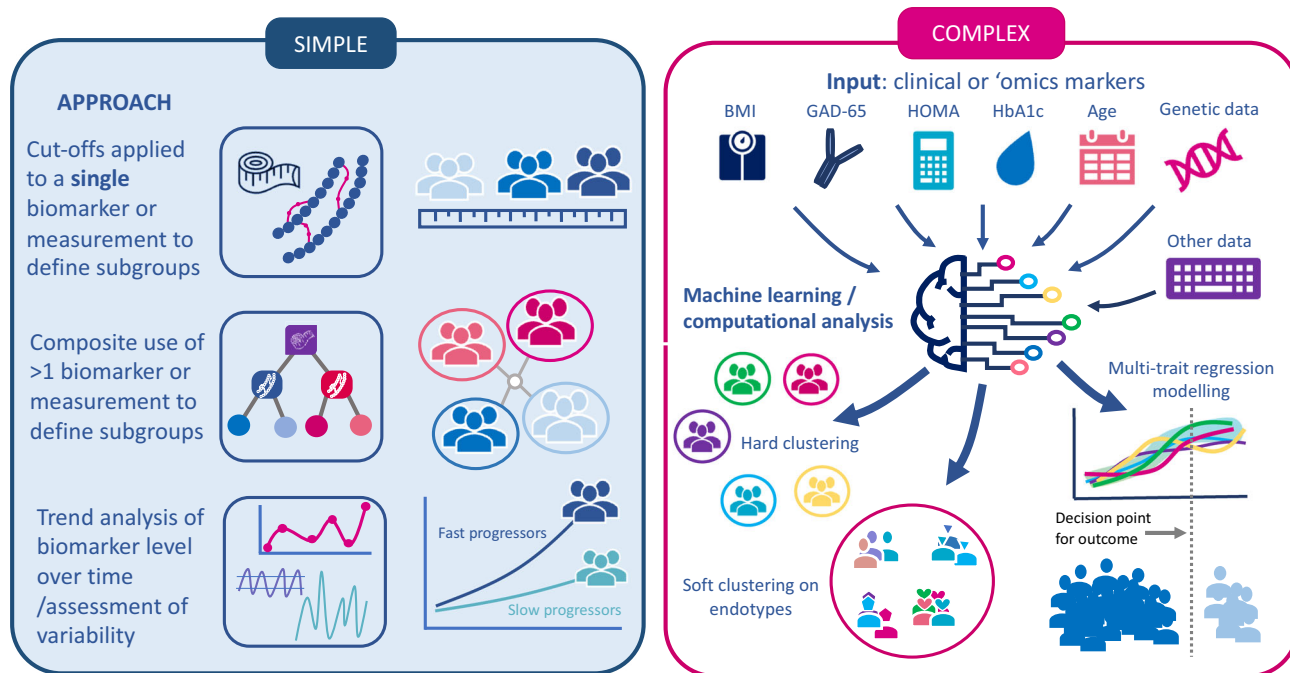 SIMPLE
APPROACH
Cut-offs applied
to a single
biomarker or
measurement to
define subgroups
Composite use of
>1 biomarker or
measurement to
define subgroups
Trend analysis of
biomarker level
over time
/assessment of
variability
Fast progressors
Slow progressors
COMPLEX
Input: clinical or ‘omics markers
BMI
GAD-65
HOMA
HbA1c
Age
Genetic data
Other data
Machine learning /
computational analysis
Hard clustering
Multi-trait regression
modelling
Decision point
for outcome
Soft clustering on
endotypes